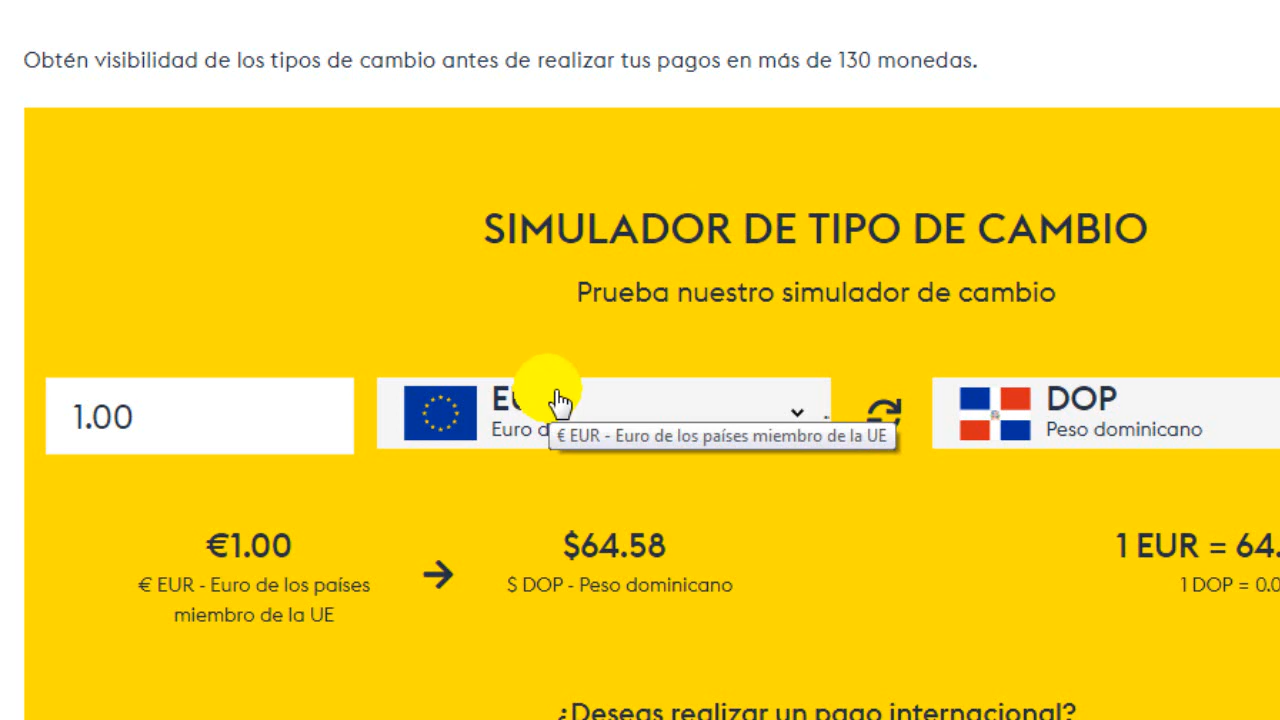 Obtén visibilidad de los tipos de cambio antes de realizar tus pagos en más de 130 monedas.
SIMULADOR DE TIPO DE CAMBIO
Prueba nuestro simulador de cambio
1.00
Euro
€ EUR - Euro de los países miembro de la UE
DOP
Peso dominicano
€1.00
€ EUR - Euro de los países
miembro de la UE
$64.58
$ DOP - Peso dominicano
1 EUR = 64.
1 DOP = 0.0
¿Deseas realizar un pago internacional?